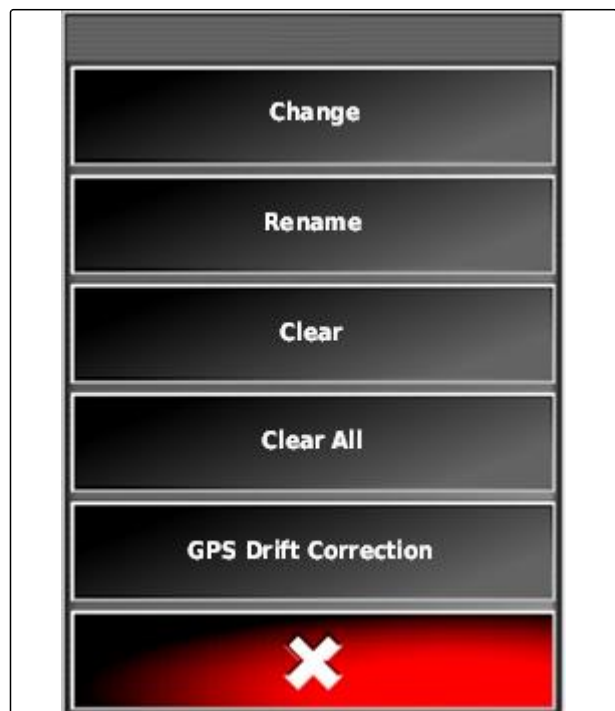 Change
Rename
Clear
Clear All
GPS Drift Correction